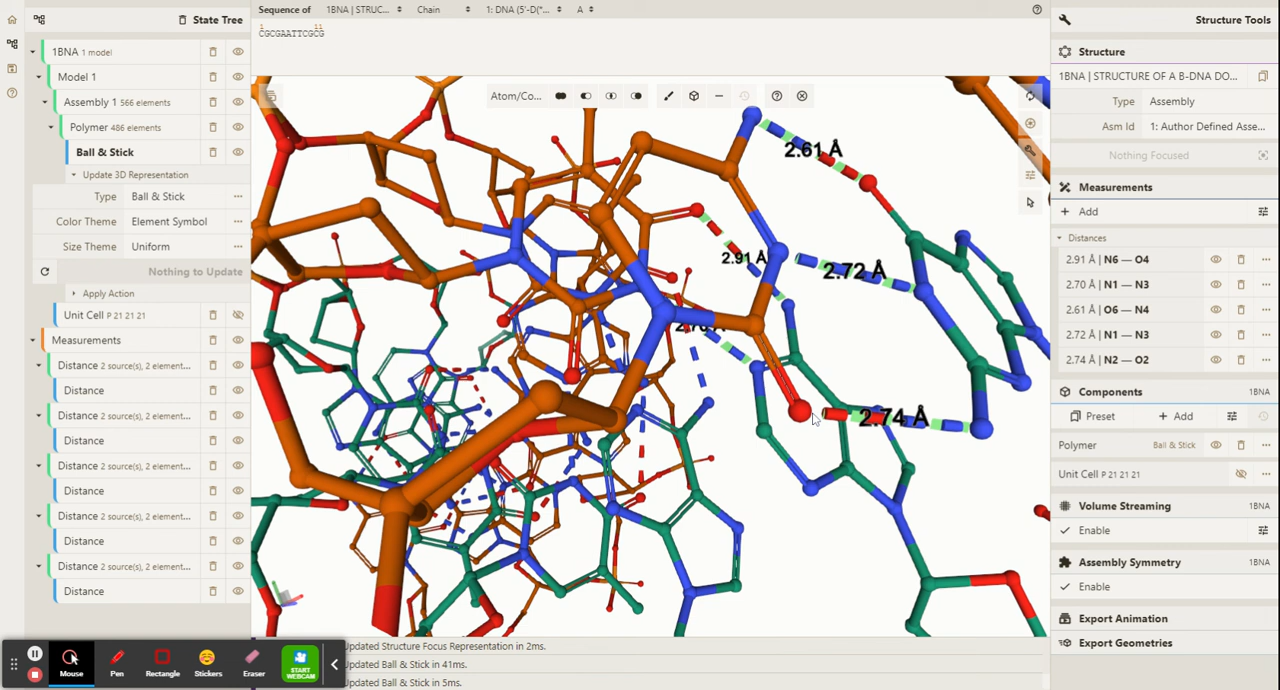 State Tree
1BNA 1 model
Model 1
Assembly 1 566 elements
Polymer 486 elements
Ball & Stick
Update 3D Representation
Type Ball & Stick
Color Theme Element Symbol
Size Theme Uniform
Nothing to Update
Apply Action
Unit Cell P 21 21 21
Measurements
Distance 2 source(s), 2 element...
Distance
Distance 2 source(s), 2 element...
Distance
Distance 2 source(s), 2 element...
Distance
Distance 2 source(s), 2 element...
Distance
Distance 2 source(s), 2 element...
Distance
Mouse Pen Rectangle Stickers Eraser START WEBCAM
Sequence of 1BNA | STRUC... Chain 1: DNA (5'-D(*... A
1 11
CGCGAATTCGCG
Atom/Co...
2.61 Å
2.91 Å
2.72 Å
2.74 Å
Updated Structure Focus Representation in 2ms.
Updated Ball & Stick in 41ms.
Updated Ball & Stick in 5ms.
Structure Tools
Structure
1BNA | STRUCTURE OF A B-DNA DO...
Type Assembly
Asm Id 1: Author Defined Asse...
Nothing Focused
Measurements
Add
Distances
2.91 Å | N6 — O4
2.70 Å | N1 — N3
2.61 Å | O6 — N4
2.72 Å | N1 — N3
2.74 Å | N2 — O2
Components 1BNA
Preset Add
Polymer Ball & Stick
Unit Cell P 21 21 21
Volume Streaming 1BNA
Enable
Assembly Symmetry 1BNA
Enable
Export Animation
Export Geometries